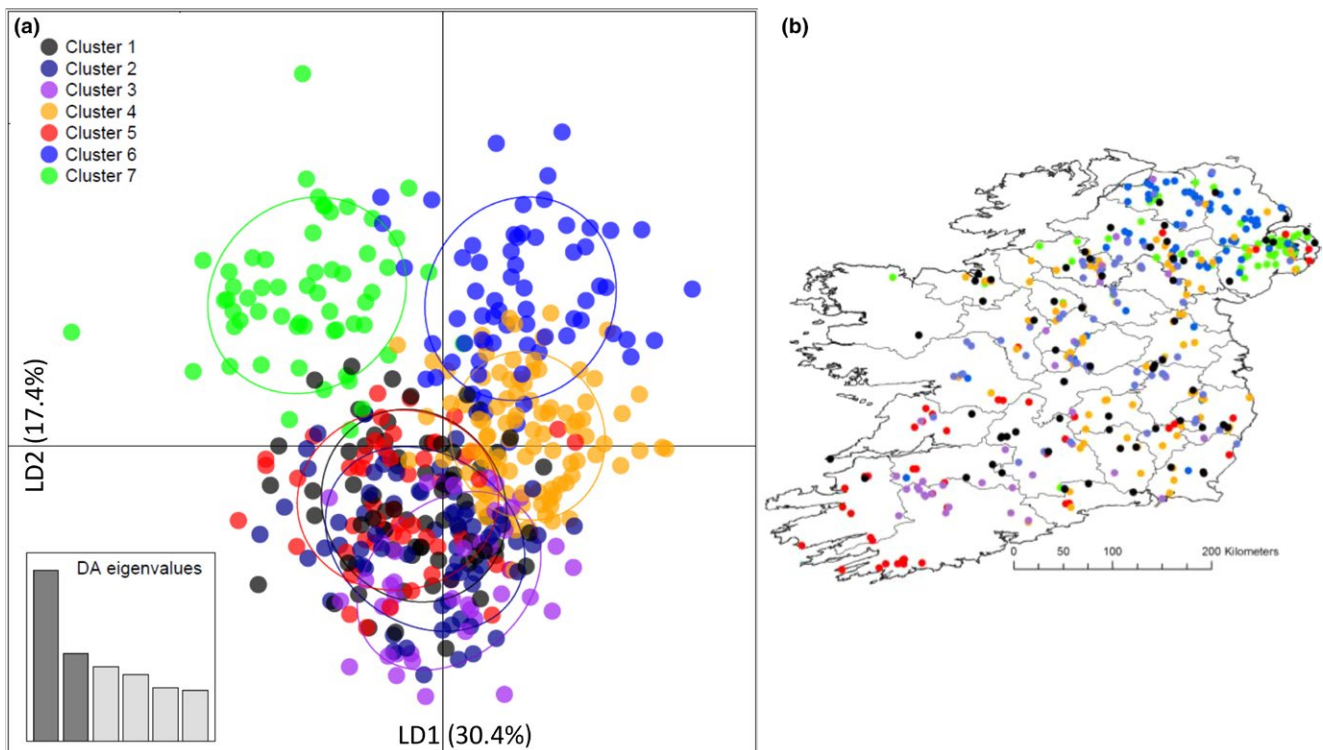 (a)
Cluster 1
Cluster 2
Cluster 3
Cluster 4
Cluster 5
Cluster 6
Cluster 7
LD2 (17.4%)
DA eigenvalues
LD1 (30.4%)
(b)
0 50 100 200 Kilometers